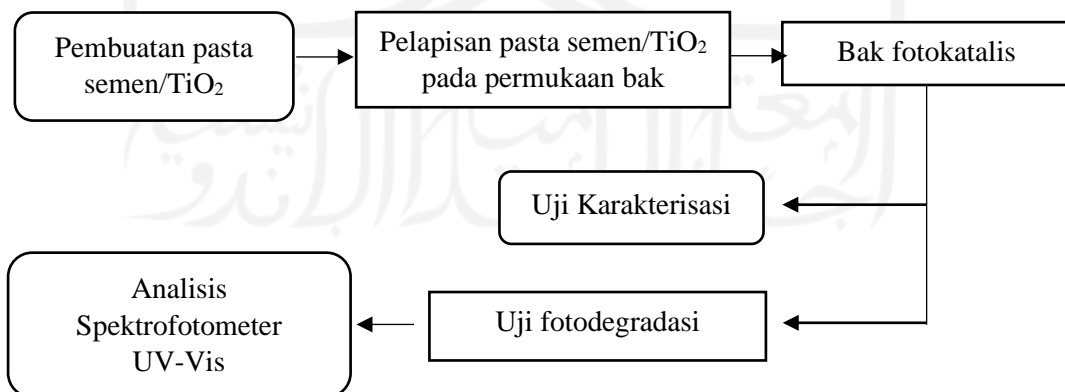 Pembuatan pasta
semen/TiO₂
Pelapisan pasta semen/TiO₂
pada permukaan bak
Bak fotokatalis
Uji Karakterisasi
Uji fotodegradasi
Analisis
Spektrofotometer
UV-Vis